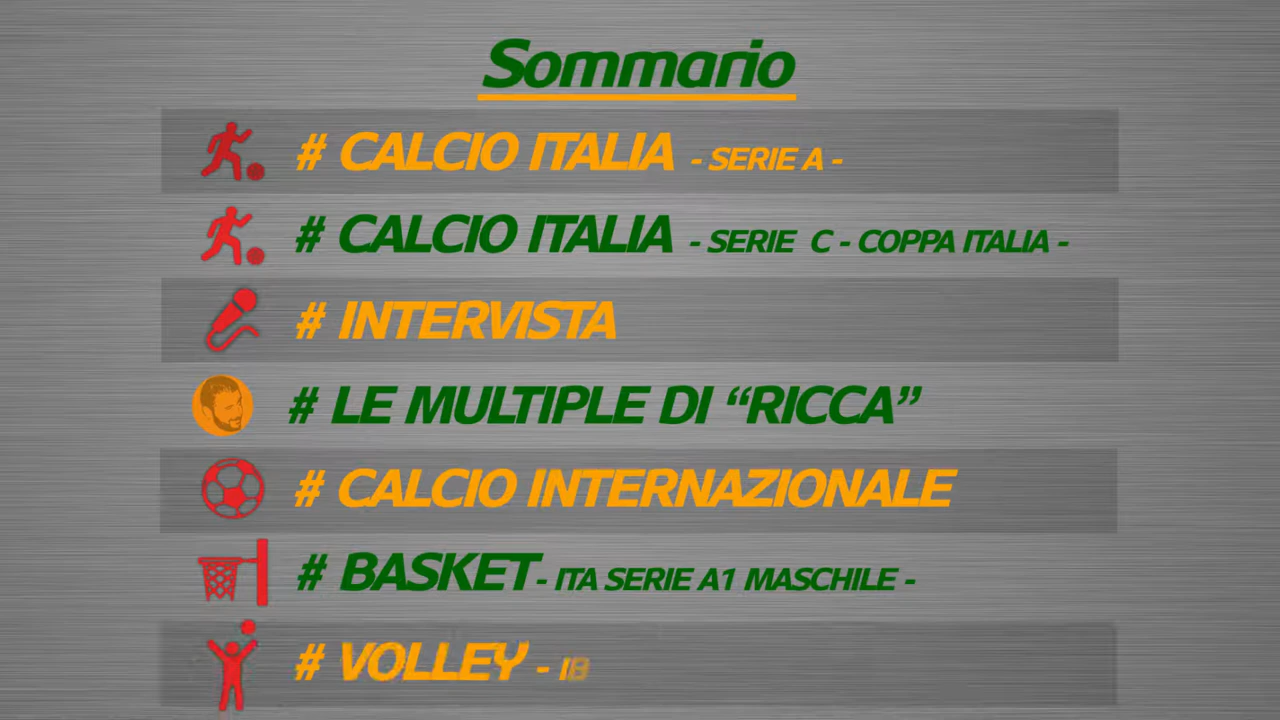 Sommario
# CALCIO ITALIA - SERIE A -
# CALCIO ITALIA - SERIE C - COPPA ITALIA -
# INTERVISTA
# LE MULTIPLE DI “RICCA”
# CALCIO INTERNAZIONALE
# BASKET - ITA SERIE A1 MASCHILE -
# VOLLEY -